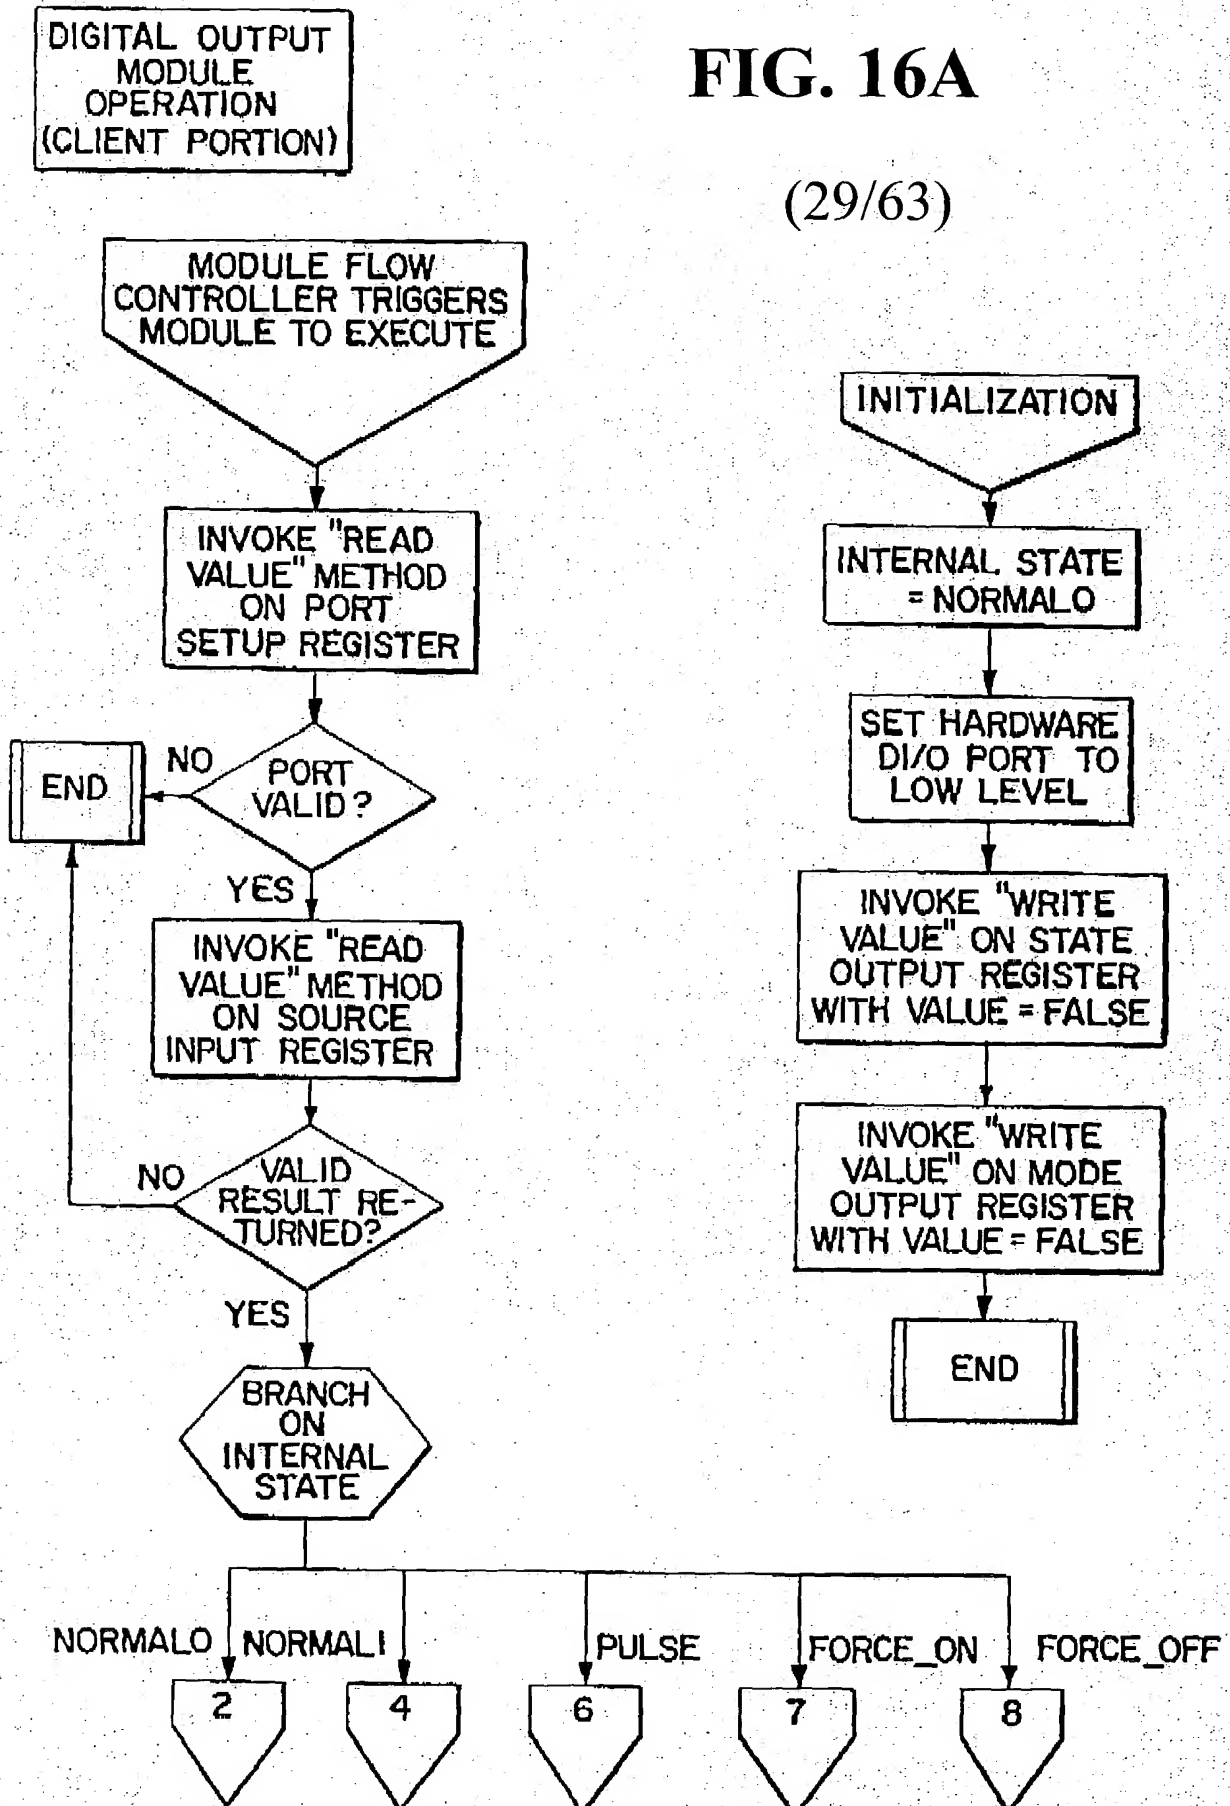 DIGITAL OUTPUT
MODULE
OPERATION
(CLIENT PORTION)
FIG. 16A
(29/63)
MODULE FLOW
CONTROLLER TRIGGERS
MODULE TO EXECUTE
INVOKE "READ
VALUE" METHOD
ON PORT
SETUP REGISTER
PORT
VALID?
NO
END
YES
INVOKE "READ
VALUE" METHOD
ON SOURCE
INPUT REGISTER
VALID
RESULT RE-
TURNED?
NO
YES
BRANCH
ON
INTERNAL
STATE
NORMAL0
NORMAL1
PULSE
FORCE_ON
FORCE_OFF
2
4
6
7
8
INITIALIZATION
INTERNAL STATE
= NORMAL0
SET HARDWARE
DI/O PORT TO
LOW LEVEL
INVOKE "WRITE
VALUE" ON STATE
OUTPUT REGISTER
WITH VALUE = FALSE
INVOKE "WRITE
VALUE" ON MODE
OUTPUT REGISTER
WITH VALUE = FALSE
END